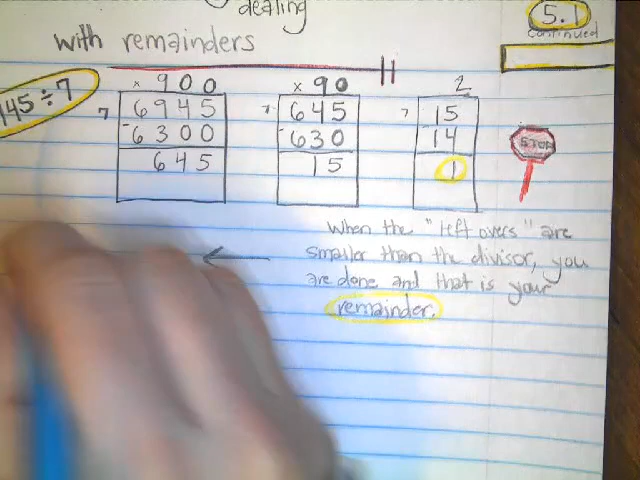 dealing
with remainders
5.1
continued
145 ÷ 7
× 900
7 6945
-6300
645
× 90
7 645
-630
15
2
7 15
-14
1
STOP
When the "left overs" are
smaller than the divisor, you
are done and that is your
remainder.